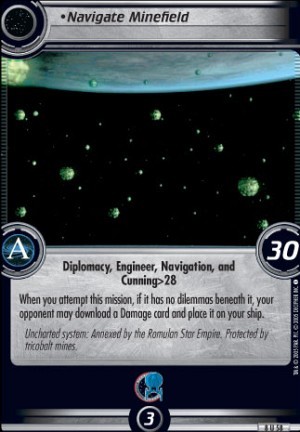 •Navigate Minefield
A
30
Diplomacy, Engineer, Navigation, and
Cunning>28
When you attempt this mission, if it has no dilemmas beneath it, your
opponent may download a Damage card and place it on your ship.
Uncharted system: Annexed by the Romulan Star Empire. Protected by
tricobalt mines.
3
8 U 50